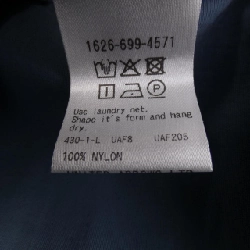 1626-699-4571
Use laundry net.
Shape it's form and hang
dry.
430-1-L UAF8 UAF205
100% NYLON